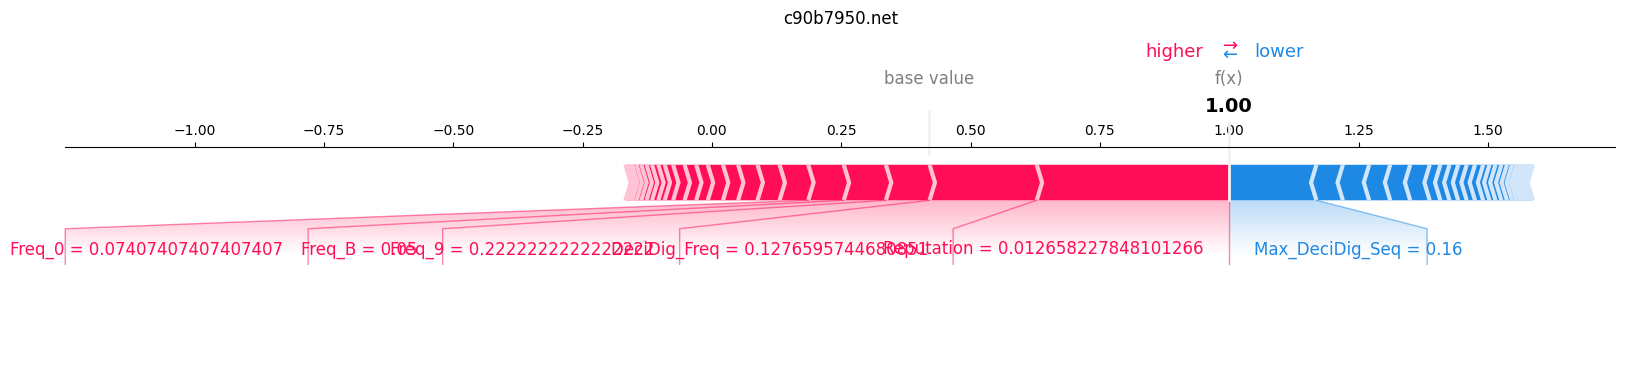 c90b7950.net
higher ⇄ lower
base value f(x)
1.00
−1.00 −0.75 −0.50 −0.25 0.00 0.25 0.50 0.75 1.00 1.25 1.50
Freq_0 = 0.07407407407407407 Freq_B = 0.05 Freq_9 = 0.2222222222222222 DeciDig_Freq = 0.1276595744680851 Reputation = 0.012658227848101266 Max_DeciDig_Seq = 0.16